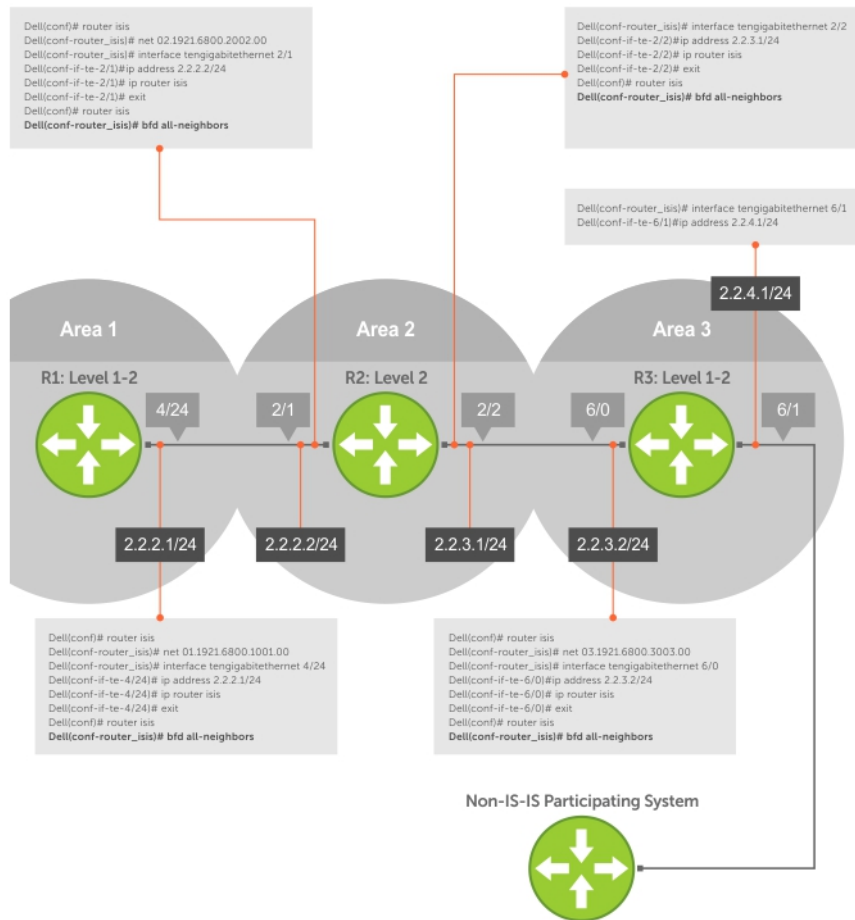 Dell(conf)# router isis
Dell(conf-router_isis)# net 02.1921.6800.2002.00
Dell(conf-router_isis)# interface tengigabitethernet 2/1
Dell(conf-if-te-2/1)#ip address 2.2.2.2/24
Dell(conf-if-te-2/1)# ip router isis
Dell(conf-if-te-2/1)# exit
Dell(conf)# router isis
Dell(conf-router_isis)# bfd all-neighbors
Dell(conf-router_isis)# interface tengigabitethernet 2/2
Dell(conf-if-te-2/2)#ip address 2.2.3.1/24
Dell(conf-if-te-2/2)# ip router isis
Dell(conf-if-te-2/2)# exit
Dell(conf)# router isis
Dell(conf-router_isis)# bfd all-neighbors
Dell(conf-router_isis)# interface tengigabitethernet 6/1
Dell(conf-if-te-6/1)#ip address 2.2.4.1/24
2.2.4.1/24
Area 1
Area 2
Area 3
R1: Level 1-2
R2: Level 2
R3: Level 1-2
4/24
2/1
2/2
6/0
6/1
2.2.2.1/24
2.2.2.2/24
2.2.3.1/24
2.2.3.2/24
Dell(conf)# router isis
Dell(conf-router_isis)# net 01.1921.6800.1001.00
Dell(conf-router_isis)# interface tengigabitethernet 4/24
Dell(conf-if-te-4/24)# ip address 2.2.2.1/24
Dell(conf-if-te-4/24)# ip router isis
Dell(conf-if-te-4/24)# exit
Dell(conf)# router isis
Dell(conf-router_isis)# bfd all-neighbors
Dell(conf)# router isis
Dell(conf-router_isis)# net 03.1921.6800.3003.00
Dell(conf-router_isis)# interface tengigabitethernet 6/0
Dell(conf-if-te-6/0)#ip address 2.2.3.2/24
Dell(conf-if-te-6/0)# ip router isis
Dell(conf-if-te-6/0)# exit
Dell(conf)# router isis
Dell(conf-router_isis)# bfd all-neighbors
Non-IS-IS Participating System